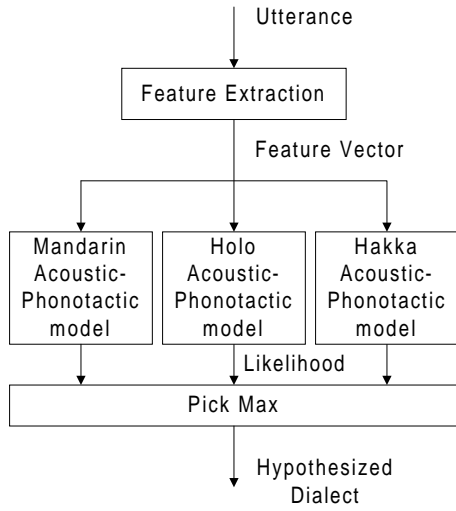 Utterance
Feature Extraction
Feature Vector
Mandarin
Acoustic-
Phonotactic
model
Holo
Acoustic-
Phonotactic
model
Hakka
Acoustic-
Phonotactic
model
Likelihood
Pick Max
Hypothesized
Dialect